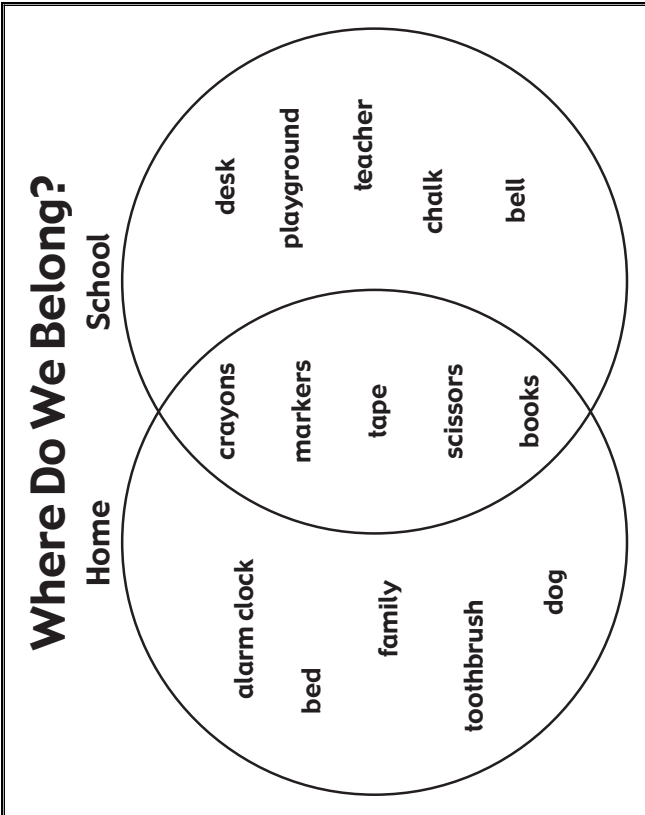 Where Do We Belong?
Home
School
alarm clock
bed
family
toothbrush
dog
crayons
markers
tape
scissors
books
desk
playground
teacher
chalk
bell